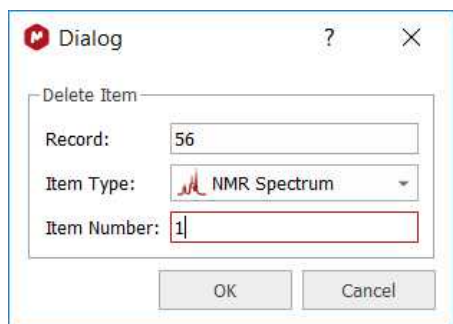 Dialog ?
Delete Item
Record: 56
Item Type: NMR Spectrum
Item Number: 1
OK Cancel